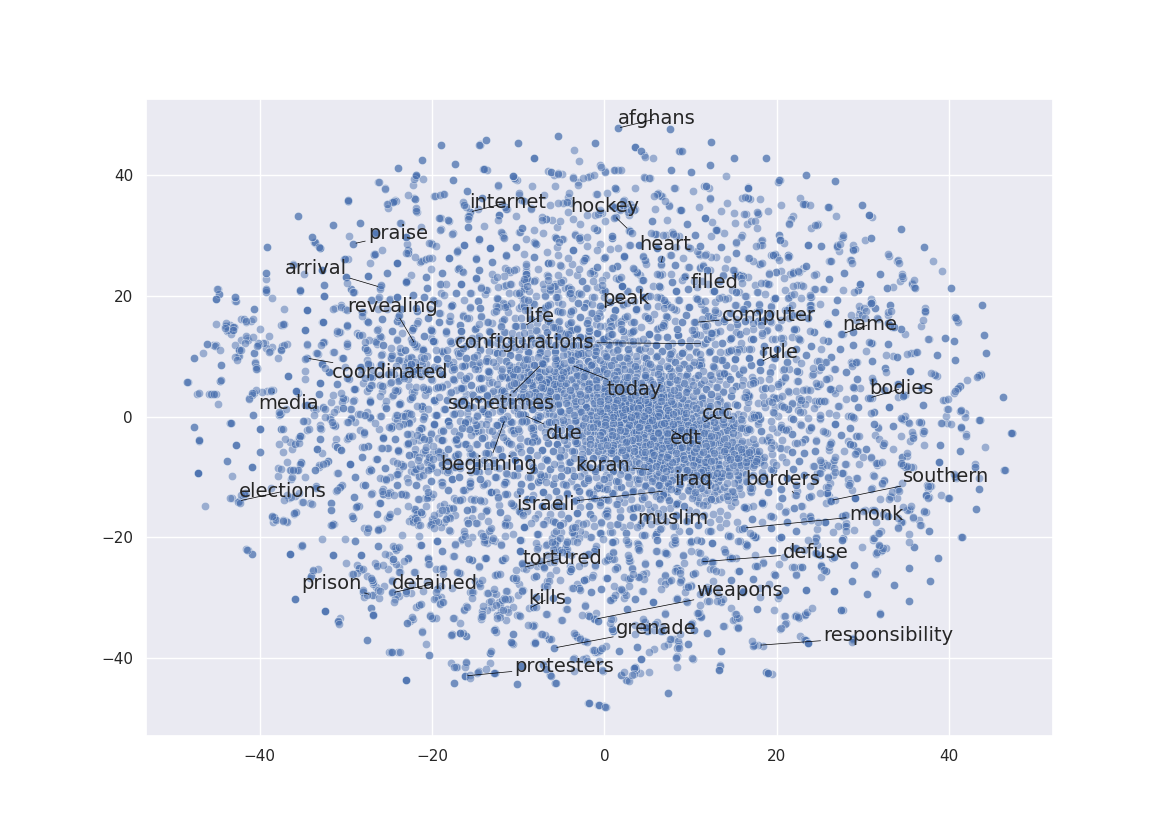 afghans
40
internet
hockey
praise
heart
arrival
filled
20
revealing
peak
life
computer
name
configurations
rule
coordinated
today
bodies
media
sometimes
ccc
0
due
edt
beginning
koran
iraq
borders
southern
elections
israeli
muslim
monk
−20
tortured
defuse
prison
detained
kills
weapons
grenade
responsibility
−40
protesters
−40
−20
0
20
40